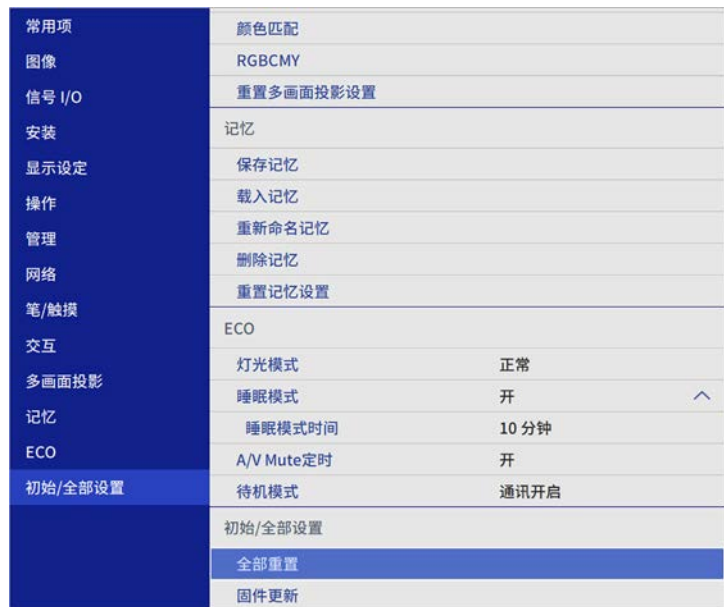 常用项
图像
信号 I/O
安装
显示设定
操作
管理
网络
笔/触摸
交互
多画面投影
记忆
ECO
初始/全部设置
颜色匹配
RGBCMY
重置多画面投影设置
记忆
保存记忆
载入记忆
重新命名记忆
删除记忆
重置记忆设置
ECO
灯光模式 正常
睡眠模式 开
睡眠模式时间 10 分钟
A/V Mute定时 开
待机模式 通讯开启
初始/全部设置
全部重置
固件更新